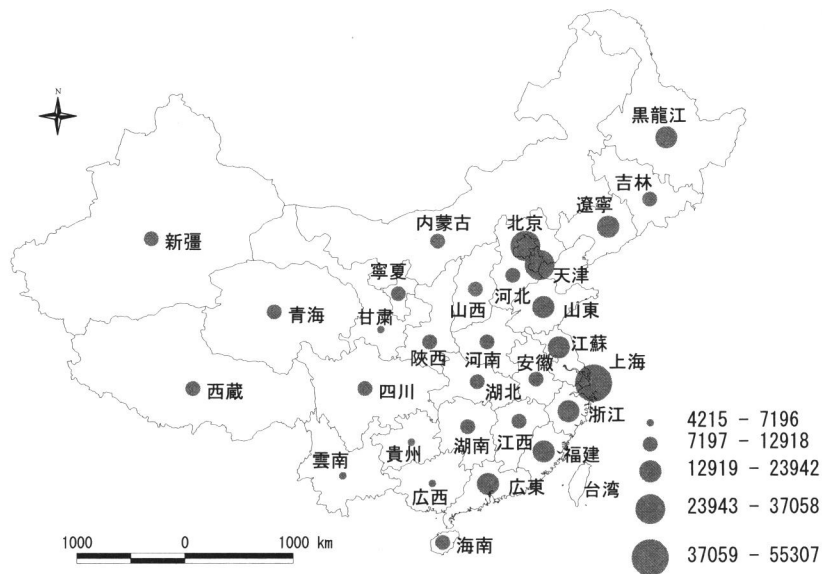 N
黒龍江
吉林
遼寧
内蒙古
北京
新疆
天津
寧夏
河北
山西
青海
甘粛
山東
陝西
河南
江蘇
安徽
上海
西蔵
四川
湖北
浙江
4215 - 7196
湖南
江西
7197 - 12918
貴州
福建
雲南
12919 - 23942
広西
広東
台湾
23943 - 37058
1000 0 1000 km
海南
37059 - 55307